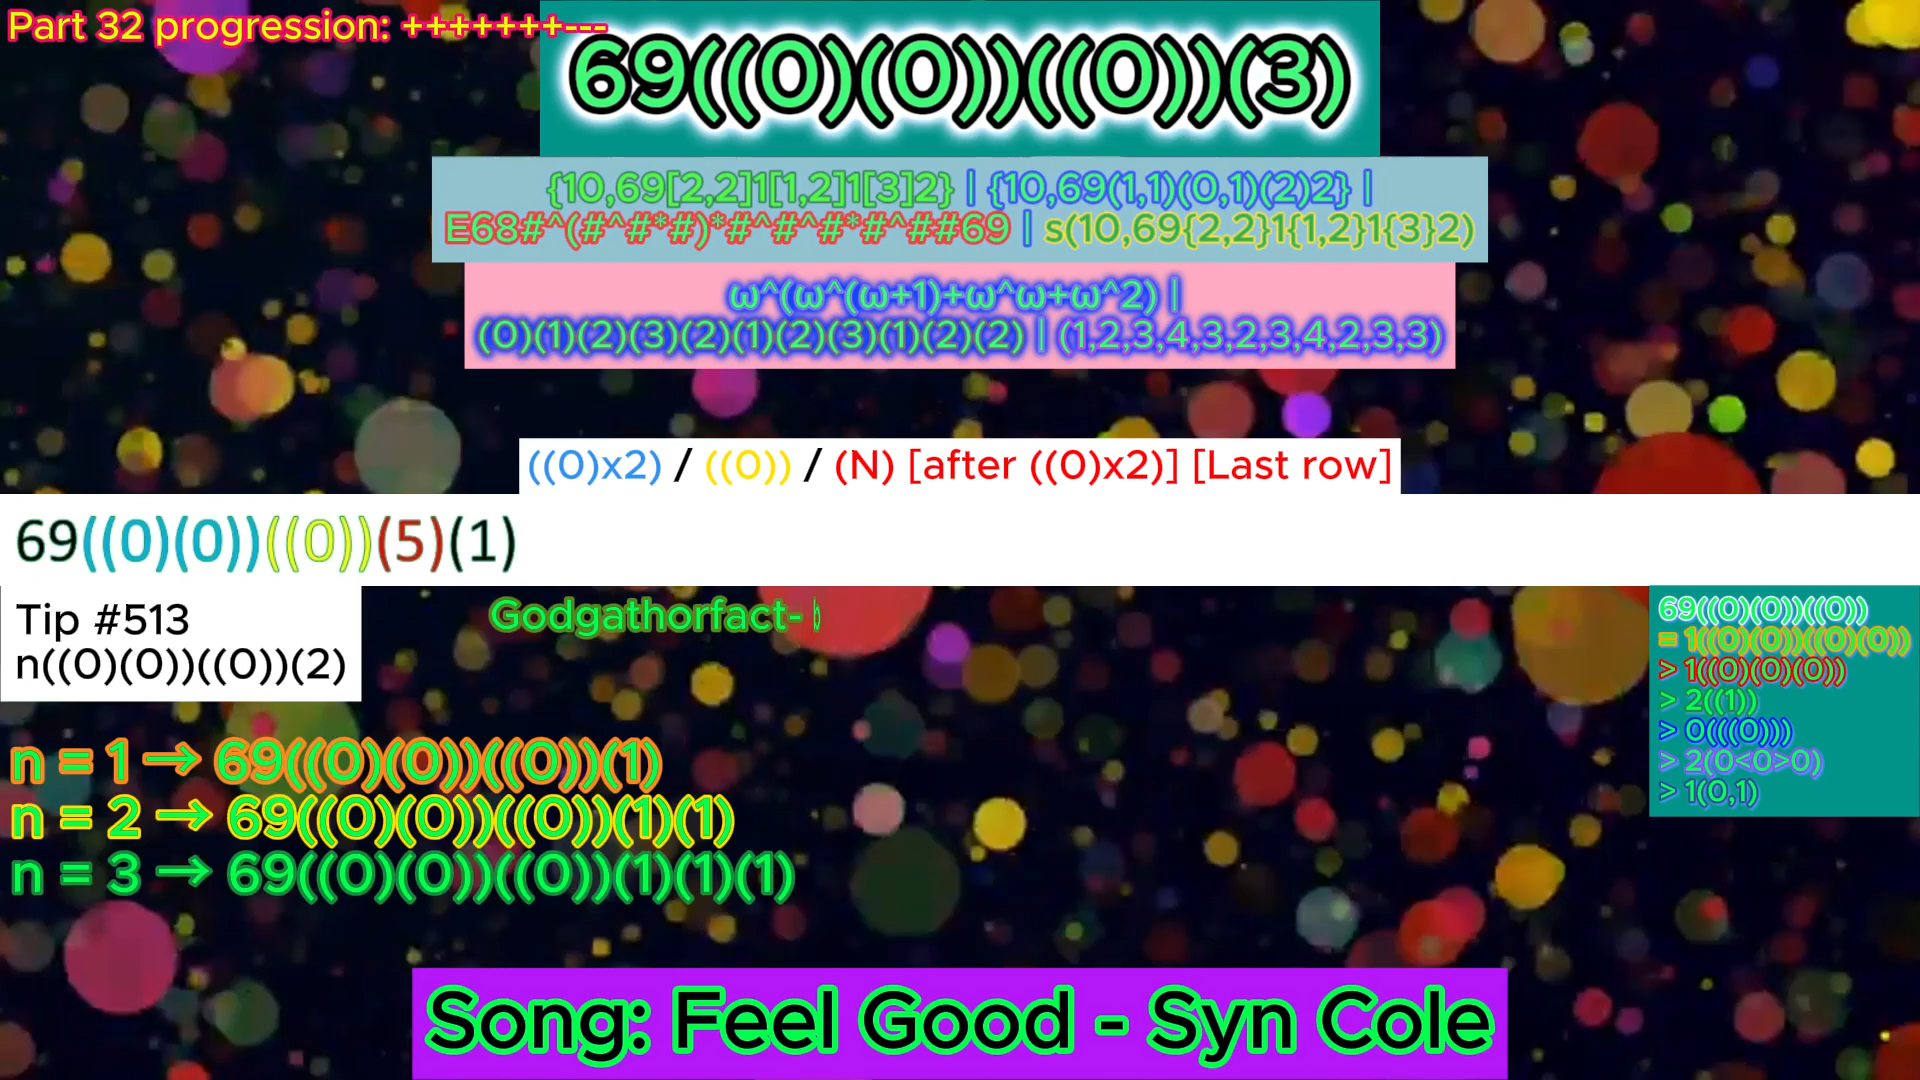 Part 32 progression: +++++++---
69((0)(0))((0))(3)
{10,69[2,2]1[1,2]1[3]2} | {10,69(1,1)(0,1)(2)2} |
E68#^(#^#*#)*#^#^#*#^##69 | s(10,69{2,2}1{1,2}1{3}2)
ω^(ω^(ω+1)+ω^ω+ω^2) |
(0)(1)(2)(3)(2)(1)(2)(3)(1)(2)(2) | (1,2,3,4,3,2,3,4,2,3,3)
((0)x2) / ((0)) / (N) [after ((0)x2)] [Last row]
69((0)(0))((0))(5)(1)
Tip #513
n((0)(0))((0))(2)
Godgathorfact-
69((0)(0))((0))
= 1((0)(0))((0)(0))
> 1((0)(0)(0))
> 2((1))
> 0(((0)))
> 2(0<0>0)
> 1(0,1)
n = 1 → 69((0)(0))((0))(1)
n = 2 → 69((0)(0))((0))(1)(1)
n = 3 → 69((0)(0))((0))(1)(1)(1)
Song: Feel Good - Syn Cole